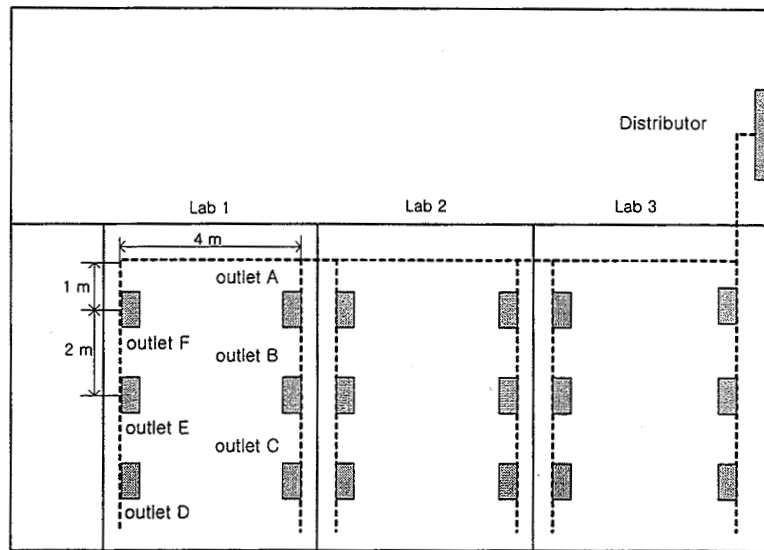 Distributor
Lab 1
Lab 2
Lab 3
4 m
outlet A
1 m
outlet F
outlet B
2 m
outlet E
outlet C
outlet D